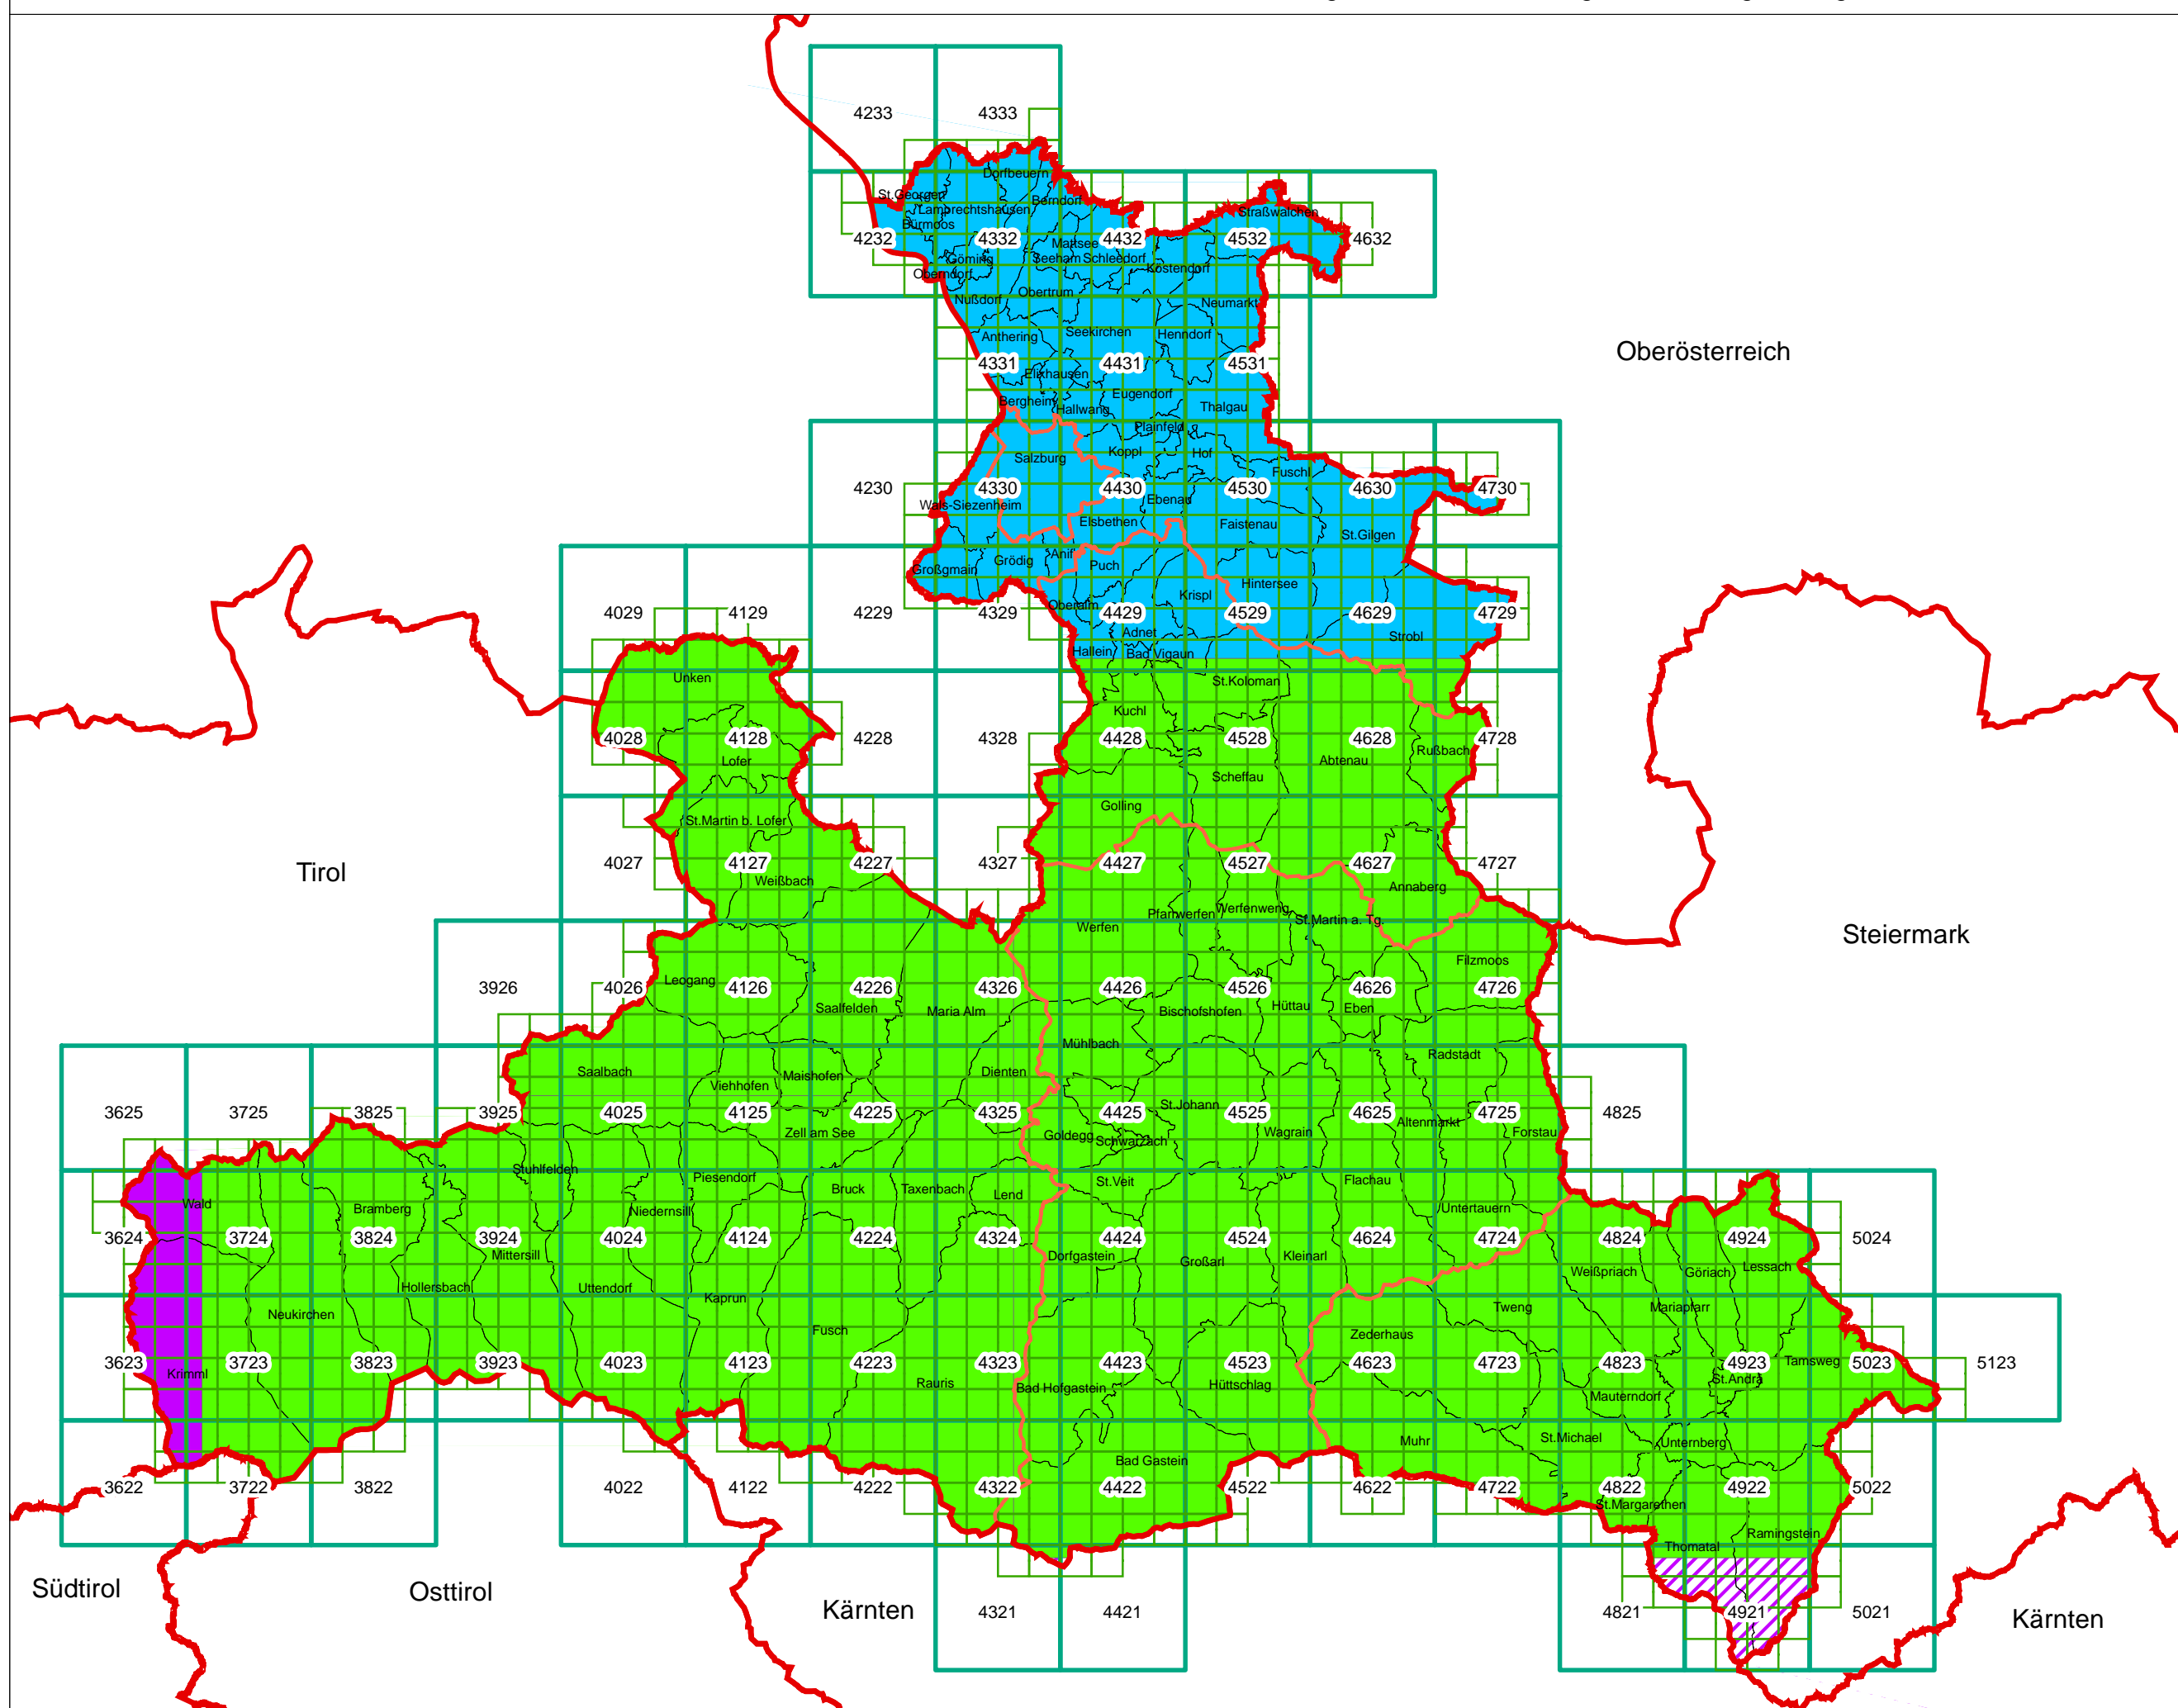 4233 4333
Dorfbeuern
St.Georgen Berndorf
Lamprechtshausen Straßwalchen
Bürmoos
4232 4332 4432 4532 4632
Mattsee
Göming Seeham Schleedorf
Köstendorf
Oberndorf
Obertrum
Nußdorf Neumarkt
Seekirchen
Anthering Henndorf
Oberösterreich
4331 4431 4531
Elixhausen
Eugendorf
Bergheim Hallwang Thalgau
Plainfeld
Koppl Hof
Salzburg
Fuschl
4230 4330 4430 4530 4630 4730
Ebenau
Wals-Siezenheim
Elsbethen Faistenau
St.Gilgen
Anif
Grödig Puch
Großgmain
Hintersee
Krispl
Oberalm
4029 4129 4229 4329 4429 4529 4629 4729
Adnet Strobl
Hallein Bad Vigaun
Unken St.Koloman
Kuchl
4028 4128 4228 4328 4428 4528 4628 4728
Rußbach
Lofer Abtenau
Scheffau
Golling
St.Martin b. Lofer
4027 4127 4227 4327 4427 4527 4627 4727
Tirol
Weißbach Annaberg
Pfarrwerfen Werfenweng
St.Martin a. Tg.
Werfen
Steiermark
Filzmoos
Leogang
3926 4026 4126 4226 4326 4426 4526 4626 4726
Saalfelden Maria Alm Bischofshofen Hüttau Eben
Mühlbach
Radstadt
Saalbach Viehhofen Maishofen Dienten
St.Johann
3625 3725 3825 3925 4025 4125 4225 4325 4425 4525 4625 4725 4825
Zell am See Goldegg Schwarzach Wagrain Altenmarkt Forstau
Stuhlfelden Piesendorf
Wald Bramberg Niedernsill Bruck Taxenbach Lend St.Veit Flachau Untertauern
3624 3724 3824 3924 4024 4124 4224 4324 4424 4524 4624 4724 4824 4924 5024
Mittersill Dorfgastein Großarl Kleinarl
Weißpriach Göriach Lessach
Hollersbach Uttendorf Kaprun
Neukirchen Tweng Mariapfarr
Fusch Zederhaus
3623 3723 3823 3923 4023 4123 4223 4323 4423 4523 4623 4723 4823 4923 5023 5123
Tamsweg
Krimml Rauris Bad Hofgastein Hüttschlag St.Andrä
Mauterndorf
Muhr St.Michael Unternberg
Bad Gastein
3622 3722 3822 4022 4122 4222 4322 4422 4522 4622 4722 4822 4922 5022
St.Margarethen
Thomatal Ramingstein
Südtirol Osttirol Kärnten 4321 4421 4821 4921 5021 Kärnten